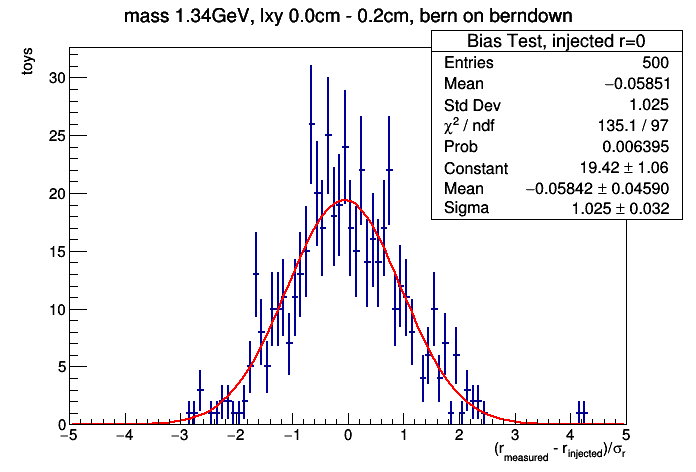 mass 1.34GeV, lxy 0.0cm - 0.2cm, bern on berndown
toys
Bias Test, injected r=0
Entries 500
Mean −0.05851
Std Dev 1.025
χ² / ndf 135.1 / 97
Prob 0.006395
Constant 19.42 ± 1.06
Mean −0.05842 ± 0.04590
Sigma 1.025 ± 0.032
30
25
20
15
10
5
0
−5 −4 −3 −2 −1 0 1 2 3 4 5
(r_measured - r_injected)/σ_r